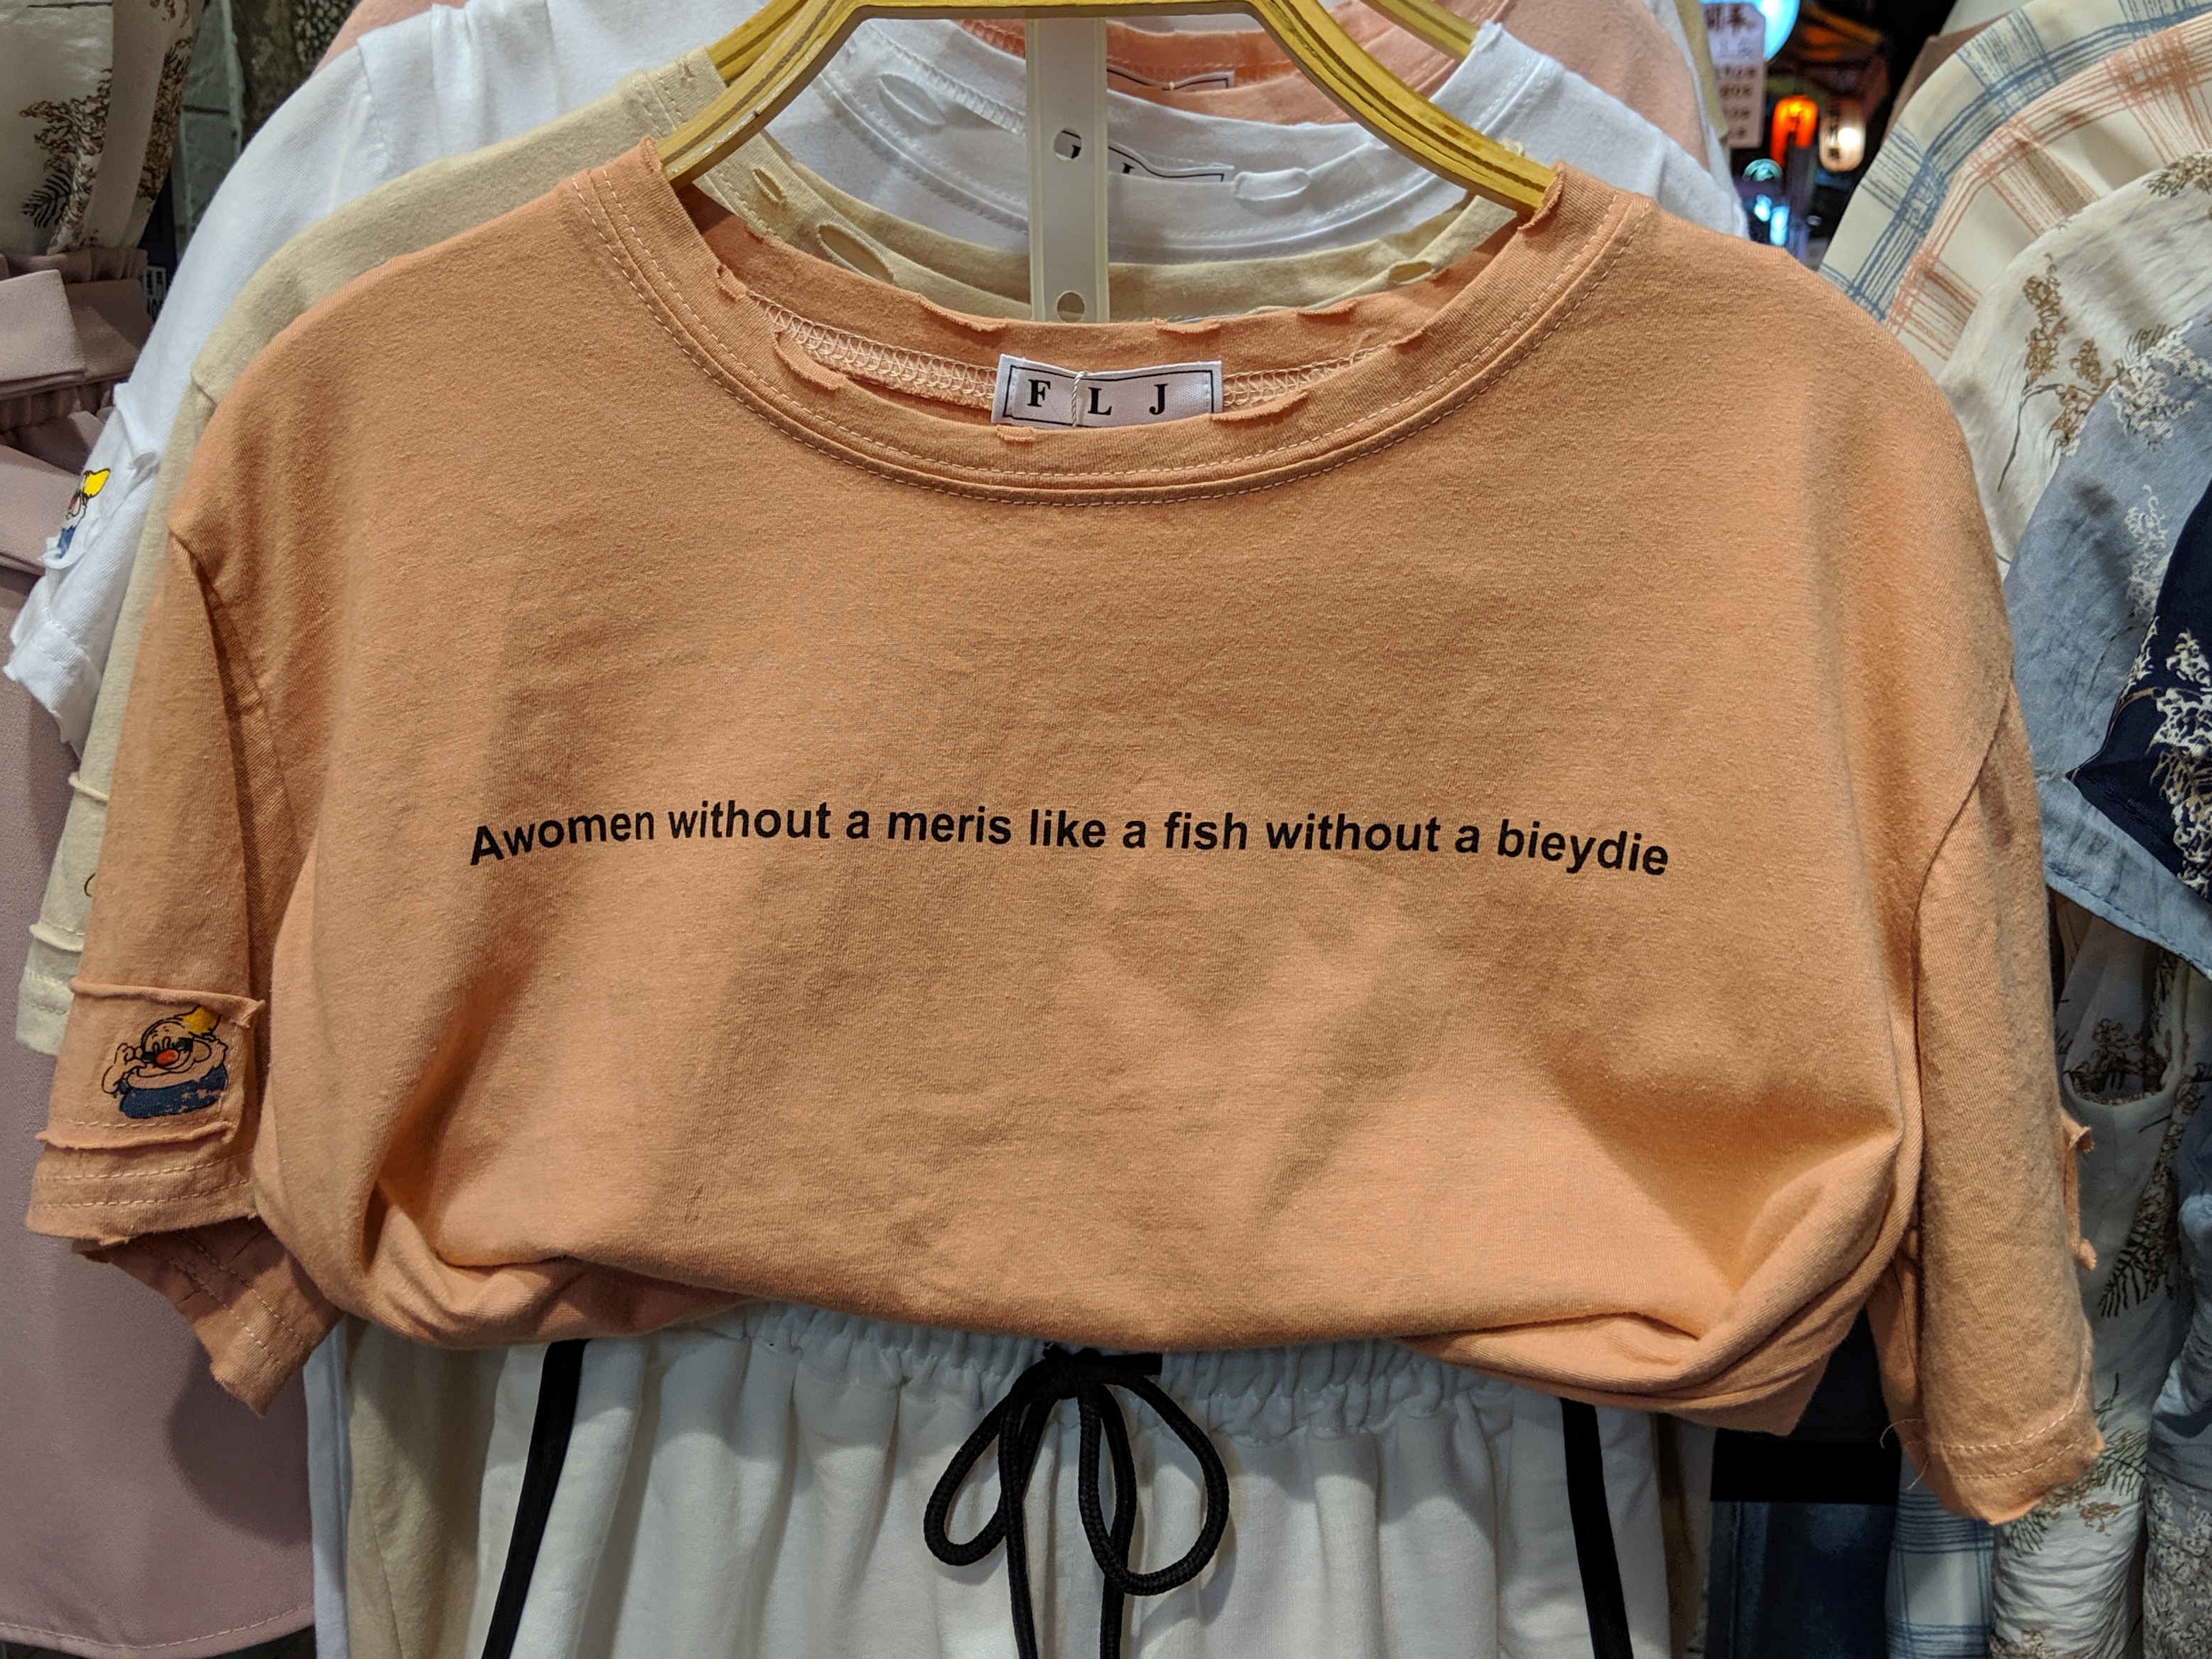 F L J
Awomen without a meris like a fish without a bieydie